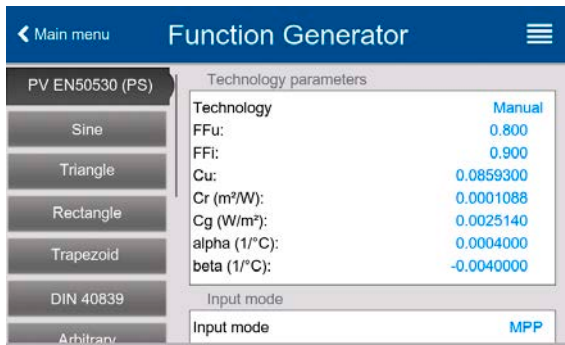 Main menu
Function Generator
PV EN50530 (PS)
Sine
Triangle
Rectangle
Trapezoid
DIN 40839
Arbitrary
Technology parameters
Technology Manual
FFu: 0.800
FFi: 0.900
Cu: 0.0859300
Cr (m²/W): 0.0001088
Cg (W/m²): 0.0025140
alpha (1/°C): 0.0004000
beta (1/°C): -0.0040000
Input mode
Input mode MPP